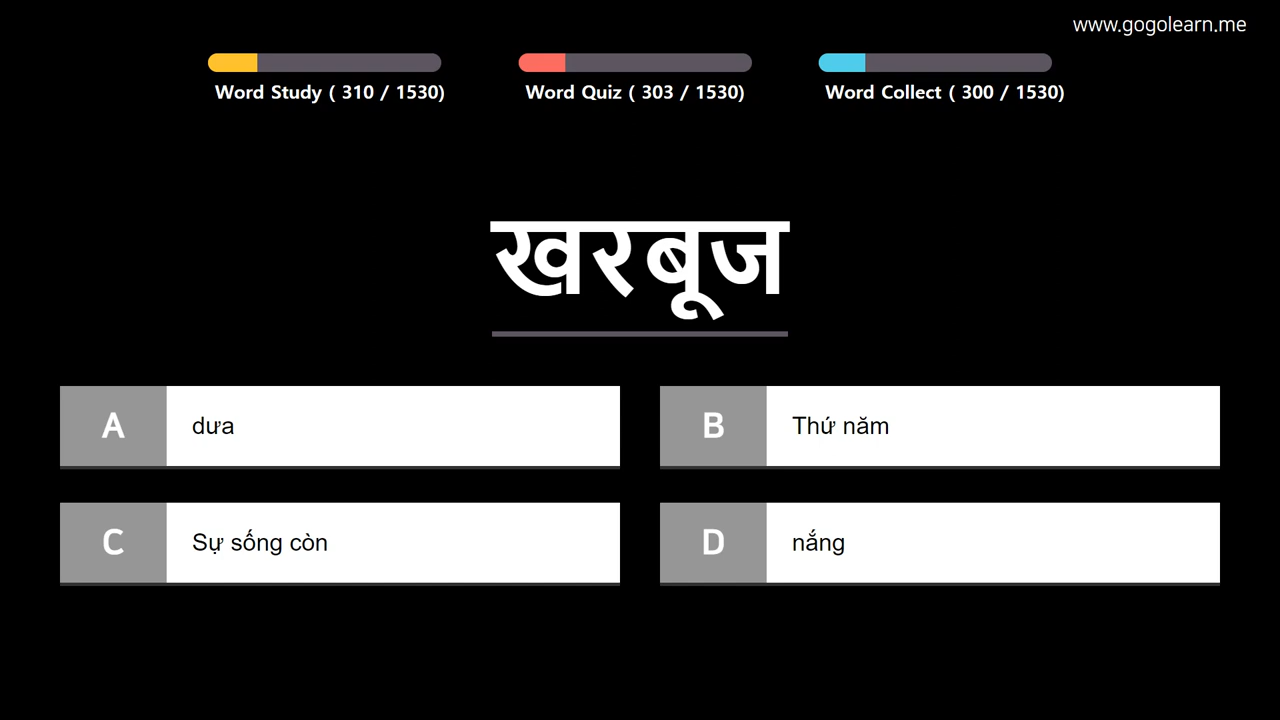 www.gogolearn.me
Word Study ( 310 / 1530)
Word Quiz ( 303 / 1530)
Word Collect ( 300 / 1530)
खरबूज
A dưa
B Thứ năm
C Sự sống còn
D nắng